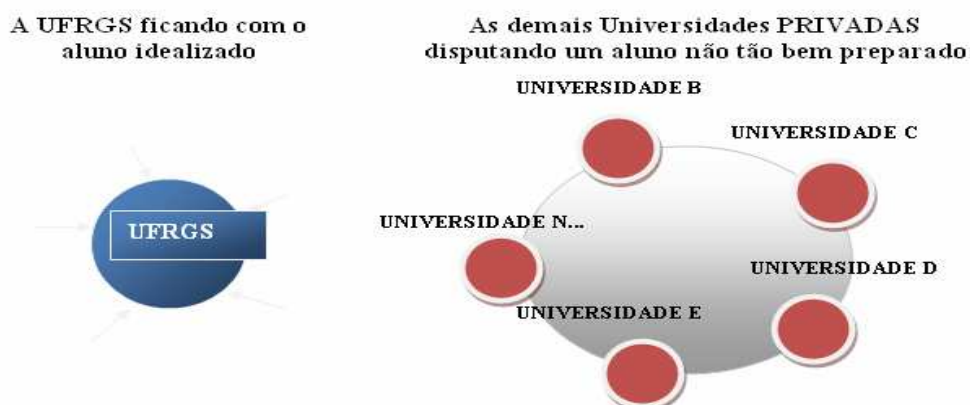 A UFRGS ficando com o
aluno idealizado
As demais Universidades PRIVADAS
disputando um aluno não tão bem preparado
UNIVERSIDADE B
UNIVERSIDADE C
UFRGS
UNIVERSIDADE N...
UNIVERSIDADE D
UNIVERSIDADE E